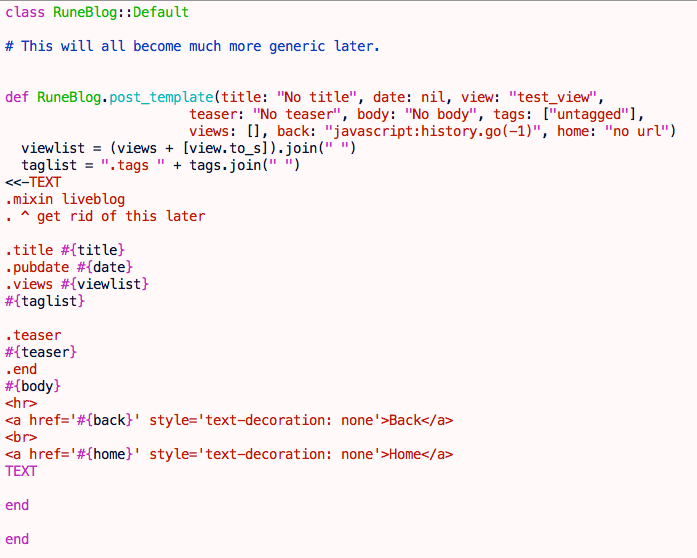 class RuneBlog::Default
# This will all become much more generic later.
def RuneBlog.post_template(title: "No title", date: nil, view: "test_view",
teaser: "No teaser", body: "No body", tags: ["untagged"],
views: [], back: "javascript:history.go(-1)", home: "no url")
viewlist = (views + [view.to_s]).join(" ")
taglist = ".tags " + tags.join(" ")
<<-TEXT
.mixin liveblog
. ^ get rid of this later
.title #{title}
.pubdate #{date}
.views #{viewlist}
#{taglist}
.teaser
#{teaser}
.end
#{body}
<hr>
<a href='#{back}' style='text-decoration: none'>Back</a>
<br>
<a href='#{home}' style='text-decoration: none'>Home</a>
TEXT
end
end